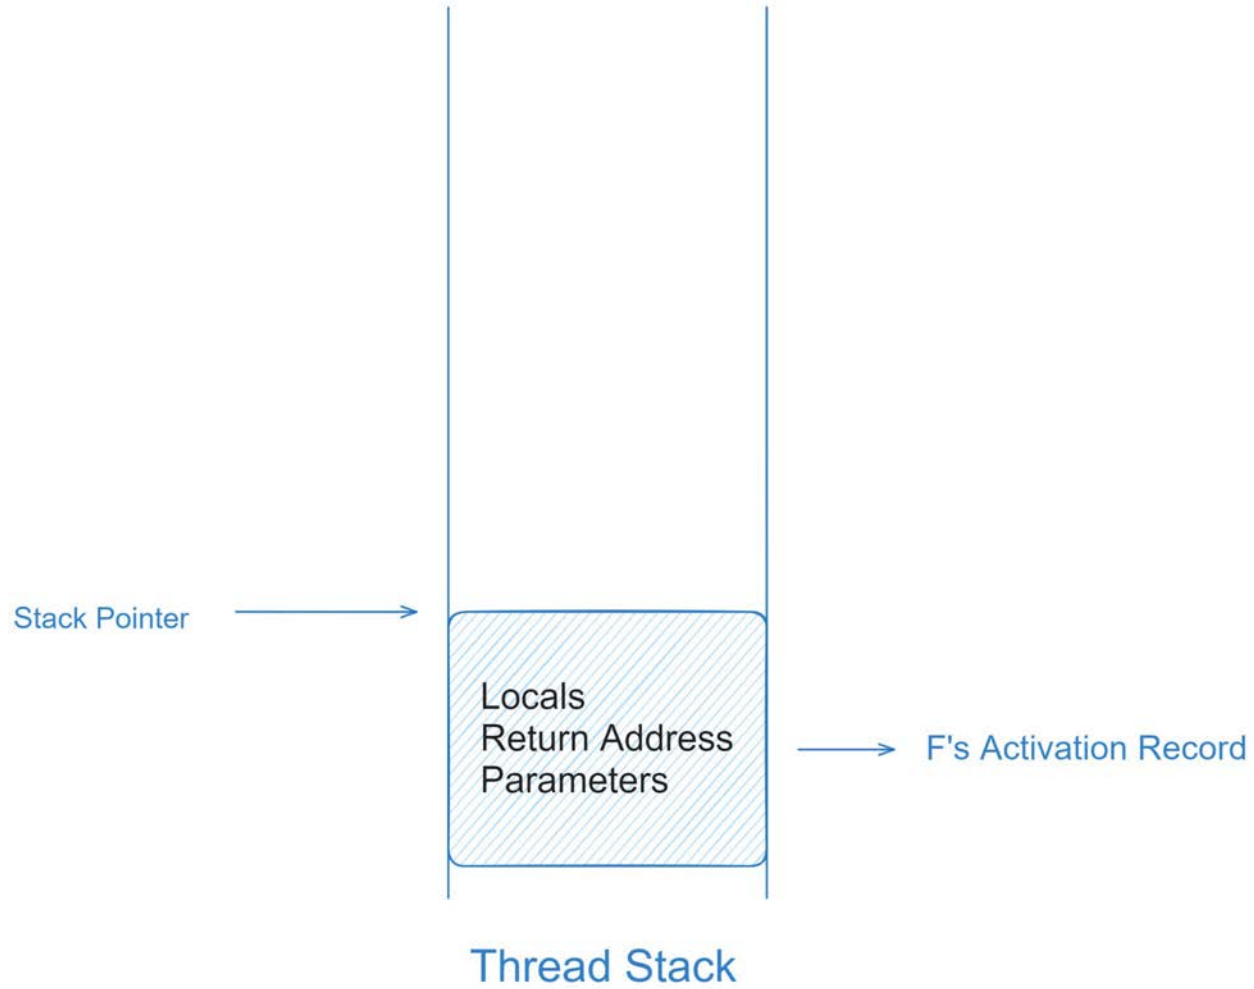 Stack Pointer
Locals
Return Address
Parameters
F's Activation Record
Thread Stack